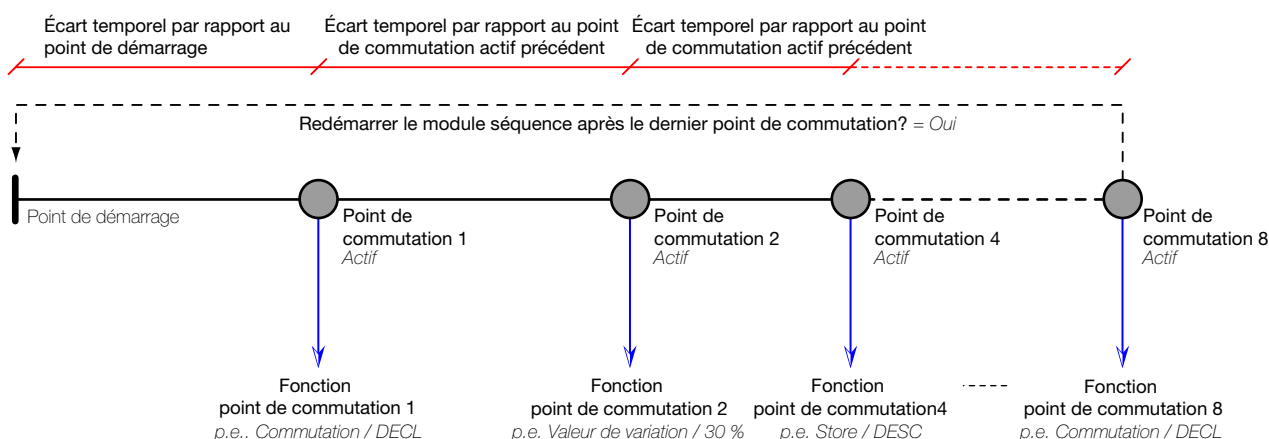 Écart temporel par rapport au
point de démarrage
Écart temporel par rapport au point
de commutation actif précédent
Écart temporel par rapport au point
de commutation actif précédent
Redémarrer le module séquence après le dernier point de commutation? = Oui
Point de démarrage
Point de
commutation 1
Actif
Point de
commutation 2
Actif
Point de
commutation 4
Actif
Point de
commutation 8
Actif
Fonction
point de commutation 1
p.e.. Commutation / DECL
Fonction
point de commutation 2
p.e. Valeur de variation / 30 %
Fonction
point de commutation4
p.e. Store / DESC
Fonction
point de commutation 8
p.e. Commutation / DECL